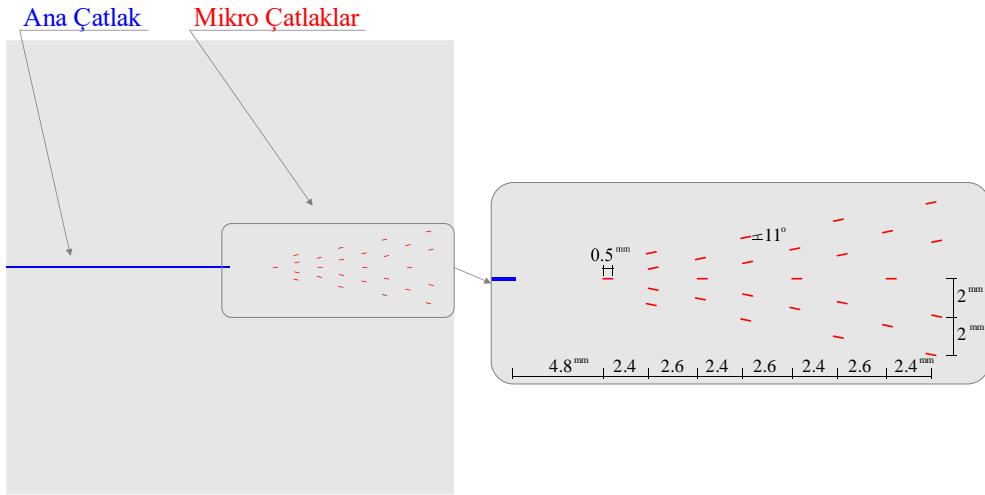 Ana Çatlak
Mikro Çatlaklar
11º
0.5 mm
2 mm
2 mm
4.8 mm 2.4 2.6 2.4 2.6 2.4 2.6 2.4 mm